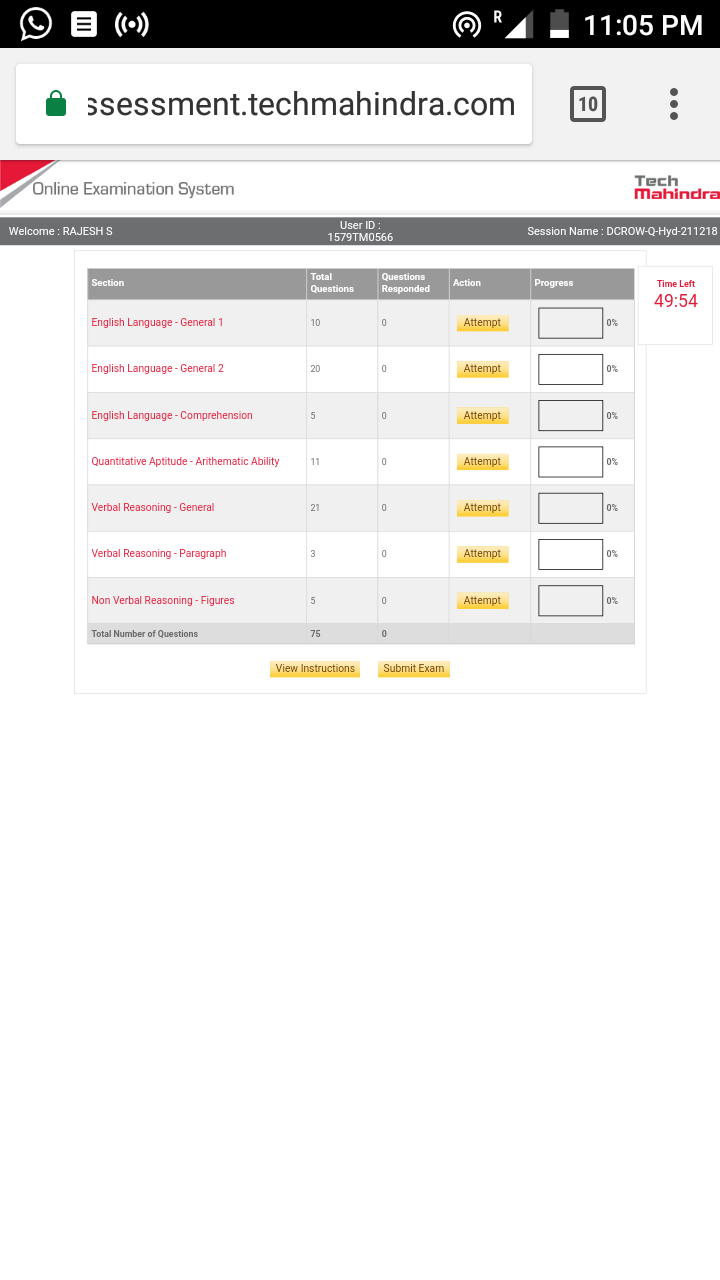 R 11:05 PM
ssessment.techmahindra.com 10
Online Examination System
Tech
Mahindra
Welcome : RAJESH S
User ID :
1579TM0566
Session Name : DCROW-Q-Hyd-211218
Section Total Questions Questions Responded Action Progress
English Language - General 1 10 0 Attempt 0%
English Language - General 2 20 0 Attempt 0%
English Language - Comprehension 5 0 Attempt 0%
Quantitative Aptitude - Arithematic Ability 11 0 Attempt 0%
Verbal Reasoning - General 21 0 Attempt 0%
Verbal Reasoning - Paragraph 3 0 Attempt 0%
Non Verbal Reasoning - Figures 5 0 Attempt 0%
Total Number of Questions 75 0
View Instructions Submit Exam
Time Left
49:54